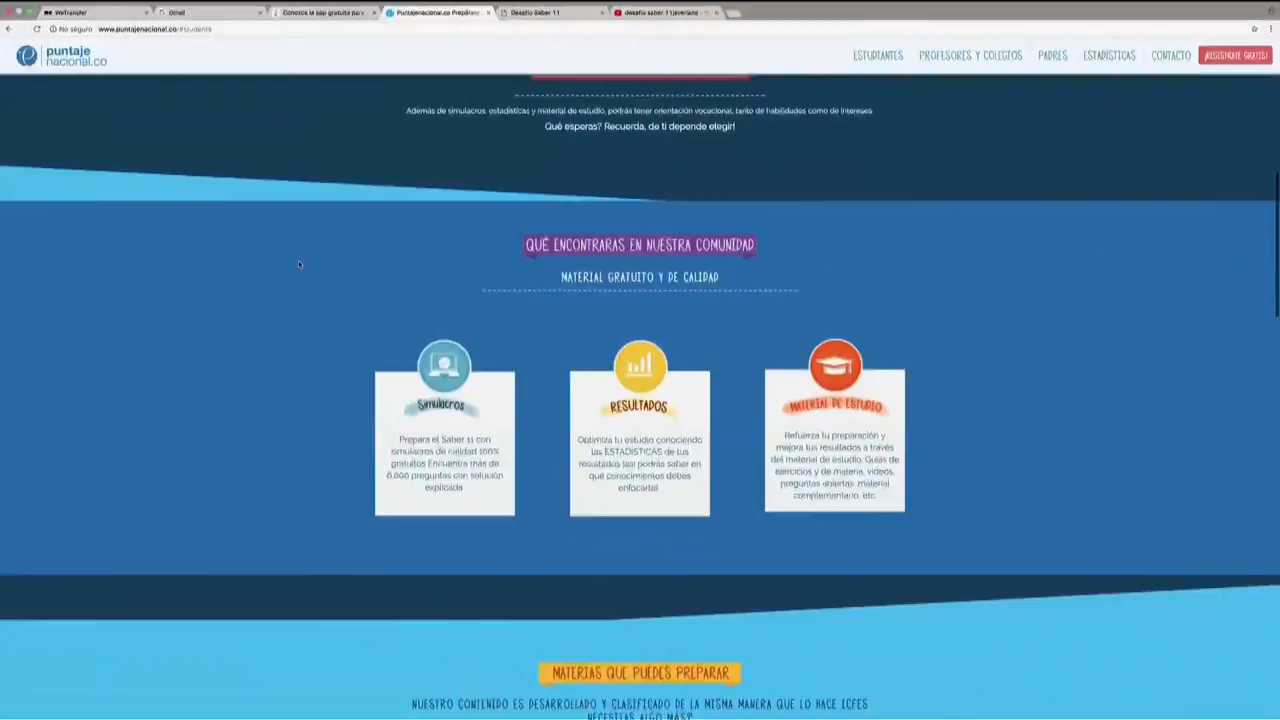 WeTransfer
Gmail
Conoce la app gratuita para
Puntajenacional.co Prepárate
Desafío Saber 11
desafio saber 11javeriana -
No seguro www.puntajenacional.co/#students
puntaje
nacional.co
ESTUDIANTES PROFESORES Y COLEGIOS PADRES ESTADÍSTICAS CONTACTO ¡REGÍSTRATE GRATIS!
Además de simulacros, estadísticas y material de estudio, podrás tener orientación vocacional, tanto de habilidades como de intereses
Qué esperas? Recuerda, de ti depende elegir!
QUÉ ENCONTRARAS EN NUESTRA COMUNIDAD
MATERIAL GRATUITO Y DE CALIDAD
Simulacros
Prepara el Saber 11 con
simulacros de calidad 100%
gratuitos Encuentra más de
6.000 preguntas con solución
explicada
RESULTADOS
Optimiza tu estudio conociendo
las ESTADÍSTICAS de tus
resultados (así podrás saber en
qué conocimientos debes
enfocarte)
MATERIAL DE ESTUDIO
Refuerza tu preparación y
mejora tus resultados a través
del material de estudio. Guías de
ejercicios y de materia, videos,
preguntas abiertas, material
complementario, etc.
MATERIAS QUE PUEDES PREPARAR
NUESTRO CONTENIDO ES DESARROLLADO Y CLASIFICADO DE LA MISMA MANERA QUE LO HACE ICFES
NECESITAS ALGO MÁS?